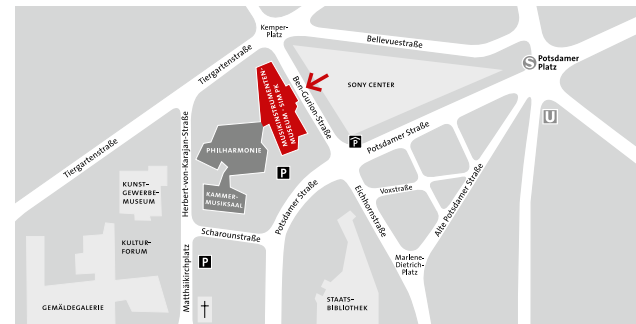 Kemper-
Platz
Bellevuestraße
Tiergartenstraße
S
Potsdamer
Platz
MUSIKINSTRUMENTEN-
MUSEUM - SIM.PK
Ben-Gurion-Straße
SONY CENTER
U
P
Potsdamer Straße
Herbert-von-Karajan-Straße
PHILHARMONIE
Tiergartenstraße
P
KUNST-
GEWERBE-
MUSEUM
KAMMER-
MUSIKSAAL
Potsdamer Straße
Voxstraße
Eichhornstraße
Alte Potsdamer Straße
Scharounstraße
KULTUR-
FORUM
Matthäikirchplatz
P
Marlene-
Dietrich-
Platz
GEMÄLDEGALERIE
STAATS-
BIBLIOTHEK